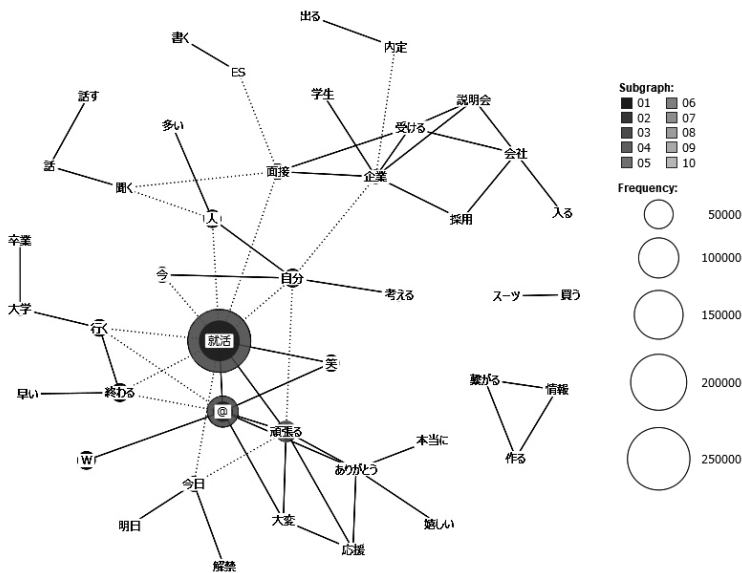 出る
書く
内定
ES
Subgraph:
01 06
02 07
03 08
04 09
05 10
話す
学生
説明会
多い
受ける
会社
話
聞く
面接
企業
Frequency:
50000
人
採用
入る
卒業
100000
今
自分
考える
スーツ
買う
大学
行く
150000
就活
笑
繋がる
情報
200000
早い
終わる
@
頑張る
本当に
W
ありがとう
作る
250000
今日
明日
大変
嬉しい
応援
解禁